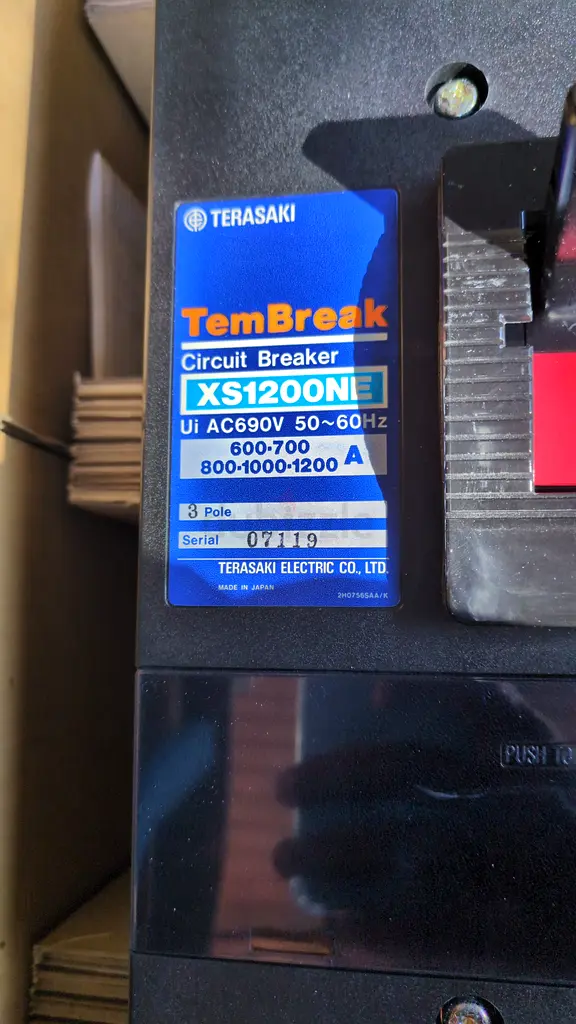 TERASAKI
TemBreak
Circuit Breaker
XS1200NE
Ui AC690V 50~60Hz
600·700
800·1000·1200 A
3 Pole
Serial 07119
TERASAKI ELECTRIC CO., LTD.
MADE IN JAPAN
2H0756SAA/K
PUSH TO